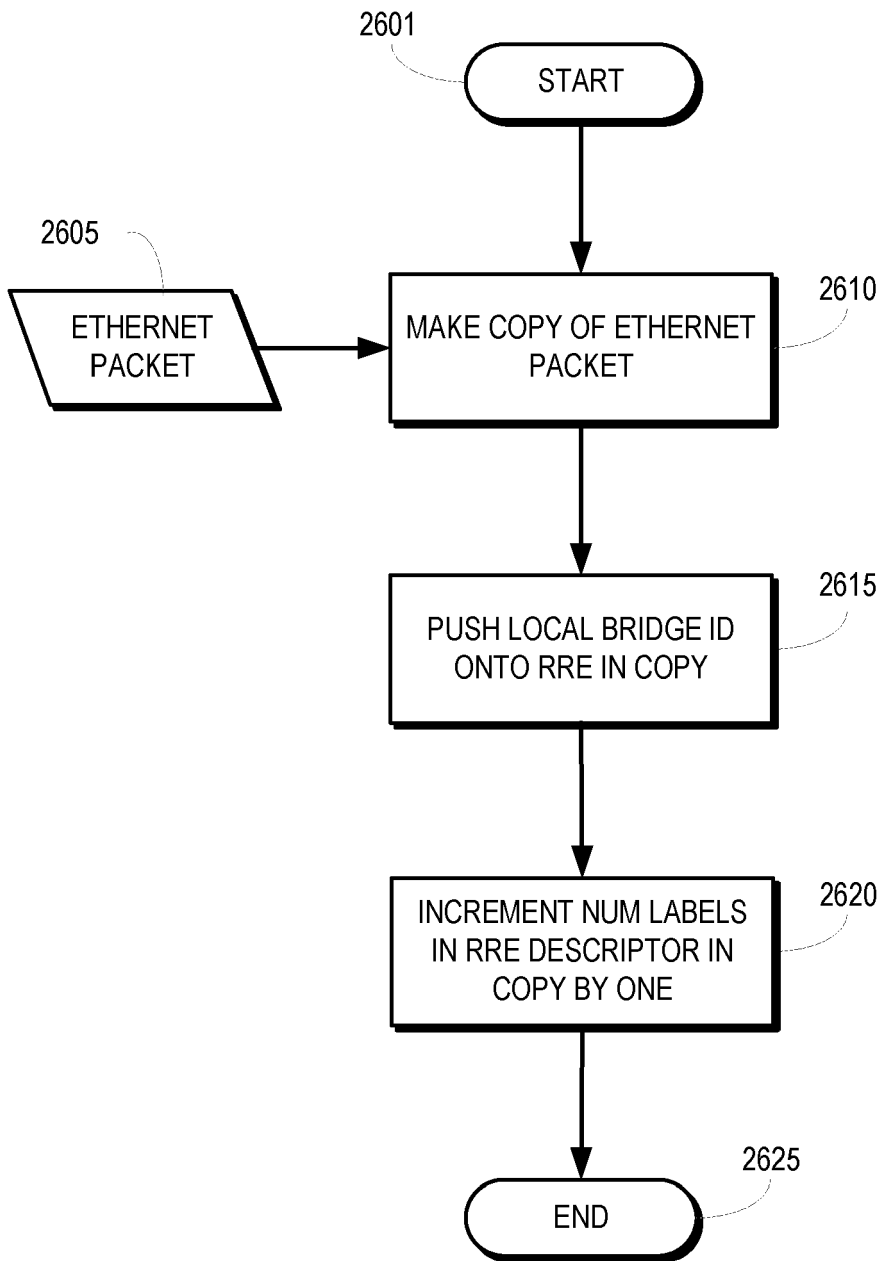 2601
START
2605
ETHERNET
PACKET
2610
MAKE COPY OF ETHERNET
PACKET
2615
PUSH LOCAL BRIDGE ID
ONTO RRE IN COPY
2620
INCREMENT NUM LABELS
IN RRE DESCRIPTOR IN
COPY BY ONE
2625
END